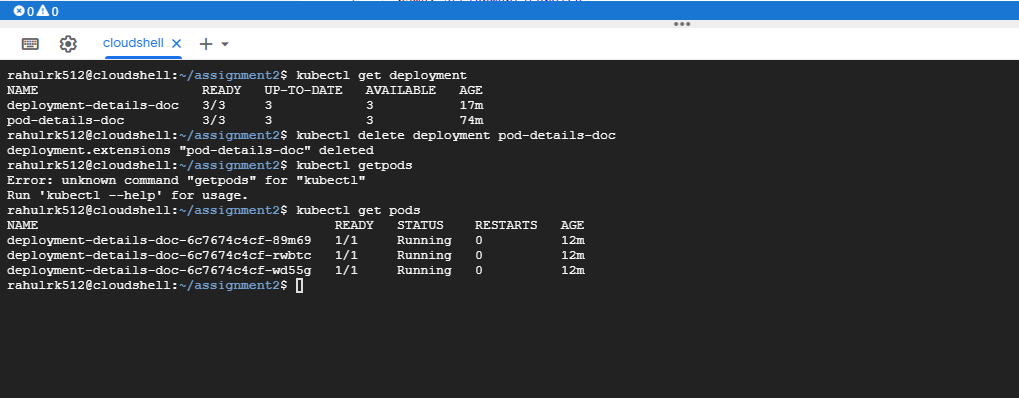 0 0
cloudshell
rahulrk512@cloudshell:~/assignment2$ kubectl get deployment
NAME                     READY   UP-TO-DATE   AVAILABLE   AGE
deployment-details-doc   3/3     3            3           17m
pod-details-doc          3/3     3            3           74m
rahulrk512@cloudshell:~/assignment2$ kubectl delete deployment pod-details-doc
deployment.extensions "pod-details-doc" deleted
rahulrk512@cloudshell:~/assignment2$ kubectl getpods
Error: unknown command "getpods" for "kubectl"
Run 'kubectl --help' for usage.
rahulrk512@cloudshell:~/assignment2$ kubectl get pods
NAME                                      READY   STATUS    RESTARTS   AGE
deployment-details-doc-6c7674c4cf-89m69   1/1     Running   0          12m
deployment-details-doc-6c7674c4cf-rwbtc   1/1     Running   0          12m
deployment-details-doc-6c7674c4cf-wd55g   1/1     Running   0          12m
rahulrk512@cloudshell:~/assignment2$